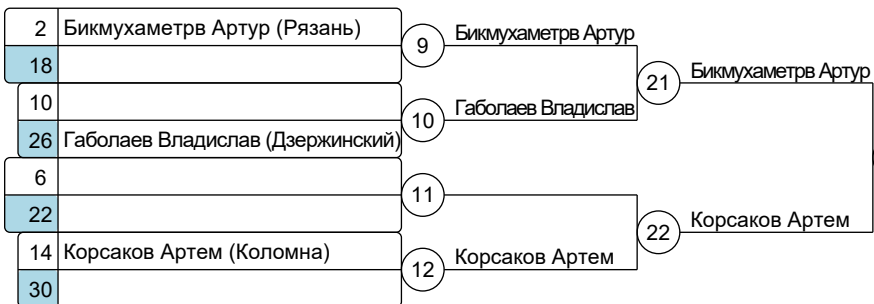 2 Бикмухаметрв Артур (Рязань)
18
9 Бикмухаметрв Артур
10
26 Габолаев Владислав (Дзержинский)
10 Габолаев Владислав
21 Бикмухаметрв Артур
6
22
11
14 Корсаков Артем (Коломна)
30
12 Корсаков Артем
22 Корсаков Артем